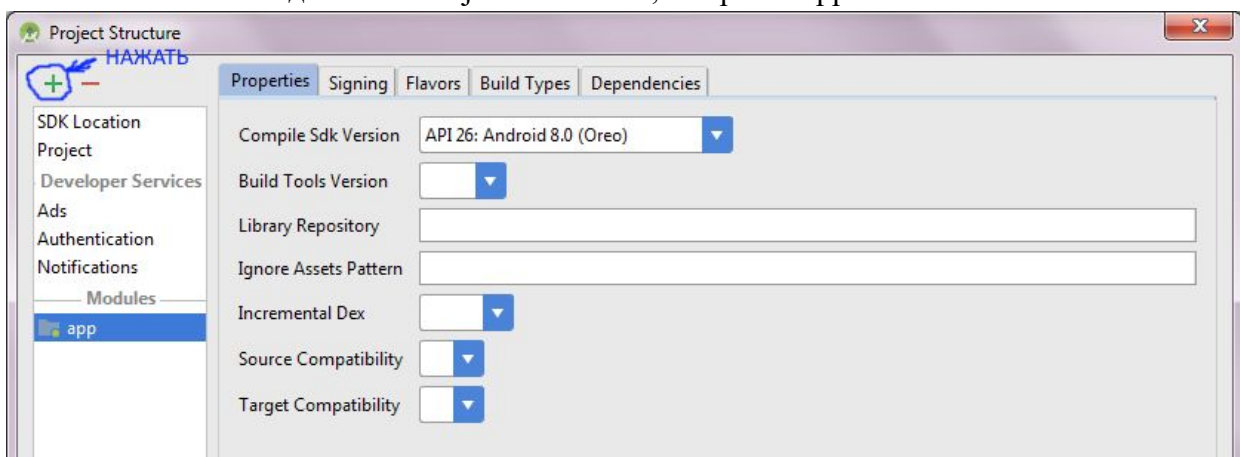 Project Structure
НАЖАТЬ
Properties Signing Flavors Build Types Dependencies
SDK Location
Project
Developer Services
Ads
Authentication
Notifications
Modules
app
Compile Sdk Version API 26: Android 8.0 (Oreo)
Build Tools Version
Library Repository
Ignore Assets Pattern
Incremental Dex
Source Compatibility
Target Compatibility